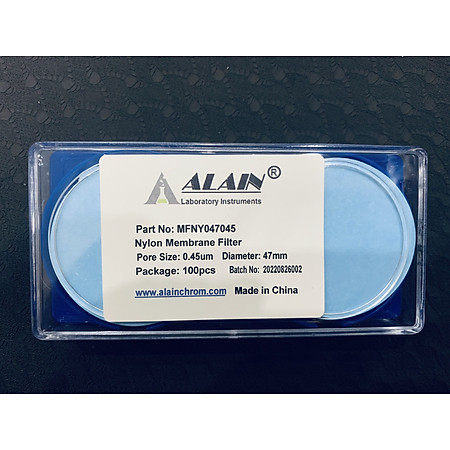 ALAIN®
Laboratory Instruments
Part No: MFNY047045
Nylon Membrane Filter
Pore Size: 0.45um Diameter: 47mm
Package: 100pcs Batch No: 20220826002
www.alainchrom.com Made in China